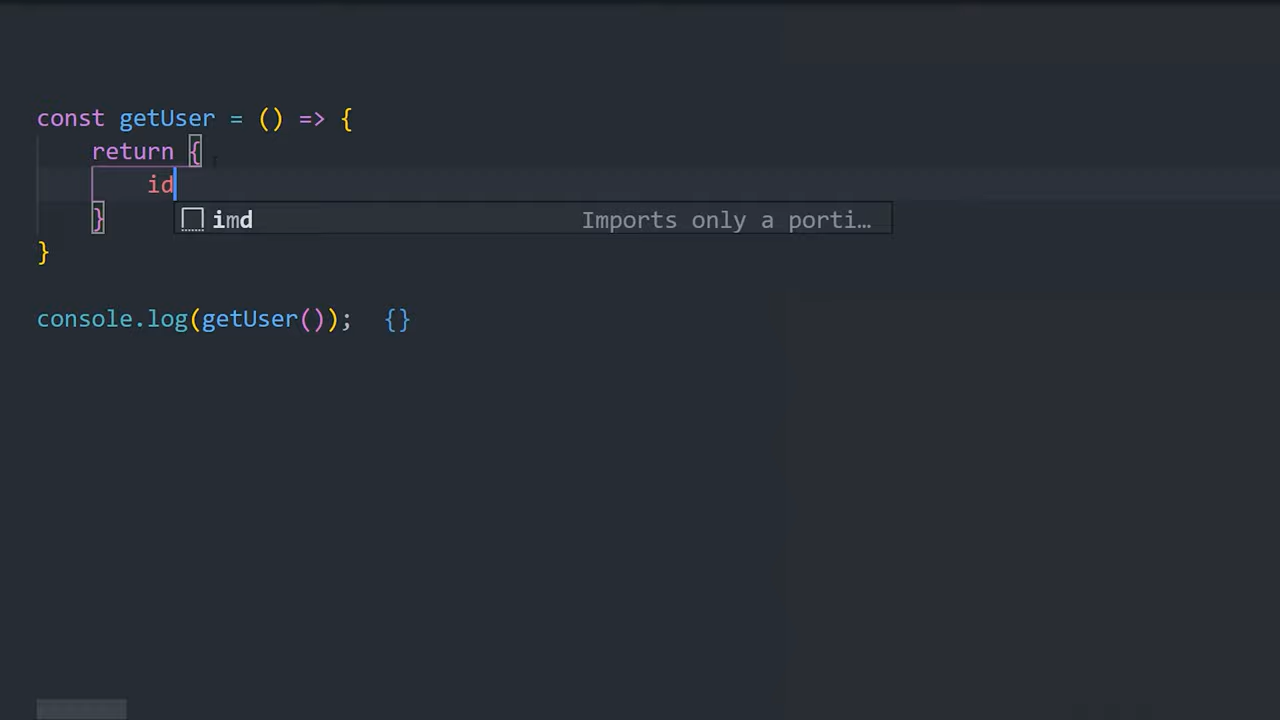 const getUser = () => {
return {
id
}
imd Imports only a porti…
}
console.log(getUser()); {}